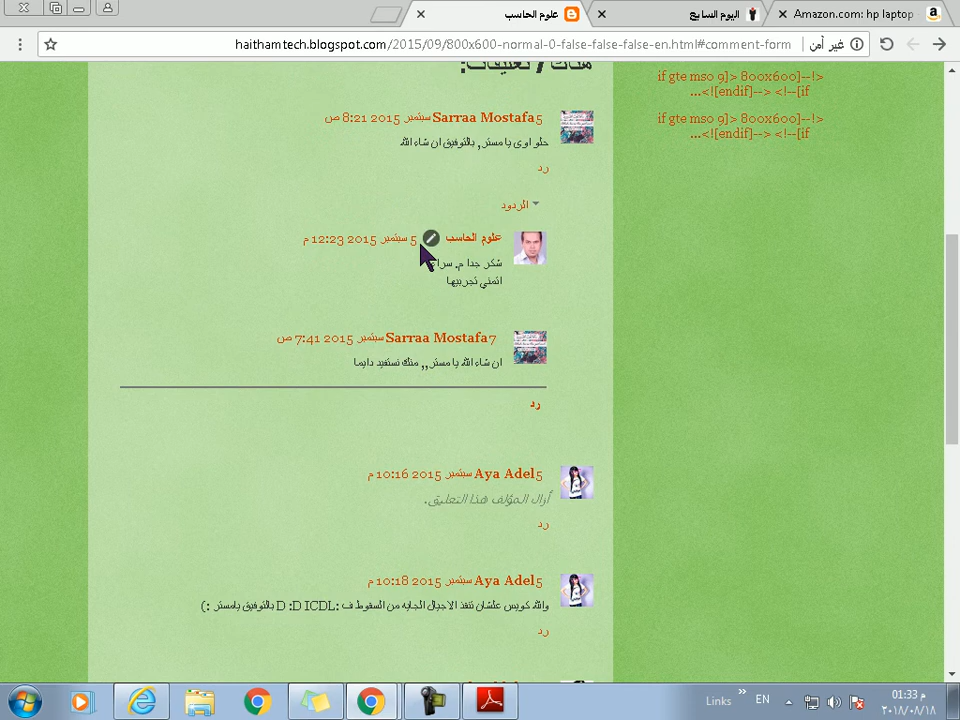 علوم الحاسب
اليوم السابع
Amazon.com: hp laptop
haithamtech.blogspot.com/2015/09/800x600-normal-0-false-false-false-en.html#comment-form
غير آمن
if gte mso 9]> 800x600]--!>
...<![endif]--> <!--[if
if gte mso 9]> 800x600]--!>
...<![endif]--> <!--[if
Sarraa Mostafa 5 سبتمبر 2015 8:21 ص
حلو اوى يا مستر, بالتوفيق ان شاء الله
رد
الردود
علوم الحاسب 5 سبتمبر 2015 12:23 م
شكر جدا م. سرا
اتمني تجربيها
Sarraa Mostafa 7 سبتمبر 2015 7:41 ص
ان شاء الله يا مستر,, منك نستفيد دايما
رد
Aya Adel 5 سبتمبر 2015 10:16 م
أزال المؤلف هذا التعليق.
رد
Aya Adel 5 سبتمبر 2015 10:18 م
والله كويس علشان تنقذ الاجيال الجايه من السقوط ف D :D ICDL: بالتوفيق يامستر :)
رد
Links
EN
01:33 م
٢٠١٨/٠٨/١٨